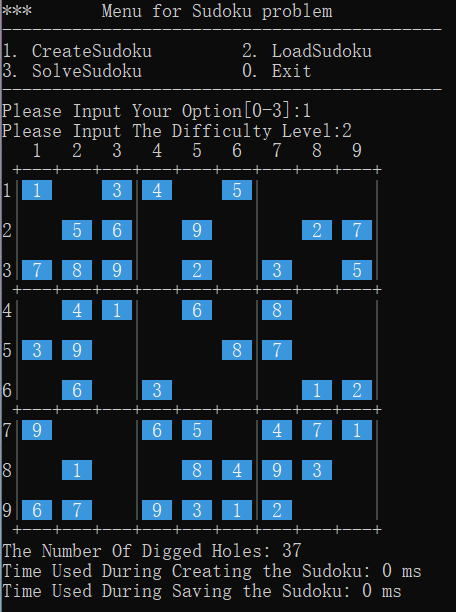 ***       Menu for Sudoku problem
--------------------------------------------
1. CreateSudoku         2. LoadSudoku
3. SolveSudoku          0. Exit
--------------------------------------------
Please Input Your Option[0-3]:1
Please Input The Difficulty Level:2
1 2 3 4 5 6 7 8 9
1 1 3 4 5
2 5 6 9 2 7
3 7 8 9 2 3 5
4 4 1 6 8
5 3 9 8 7
6 6 3 1 2
7 9 6 5 4 7 1
8 1 8 4 9 3
9 6 7 9 3 1 2
The Number Of Digged Holes: 37
Time Used During Creating the Sudoku: 0 ms
Time Used During Saving the Sudoku: 0 ms